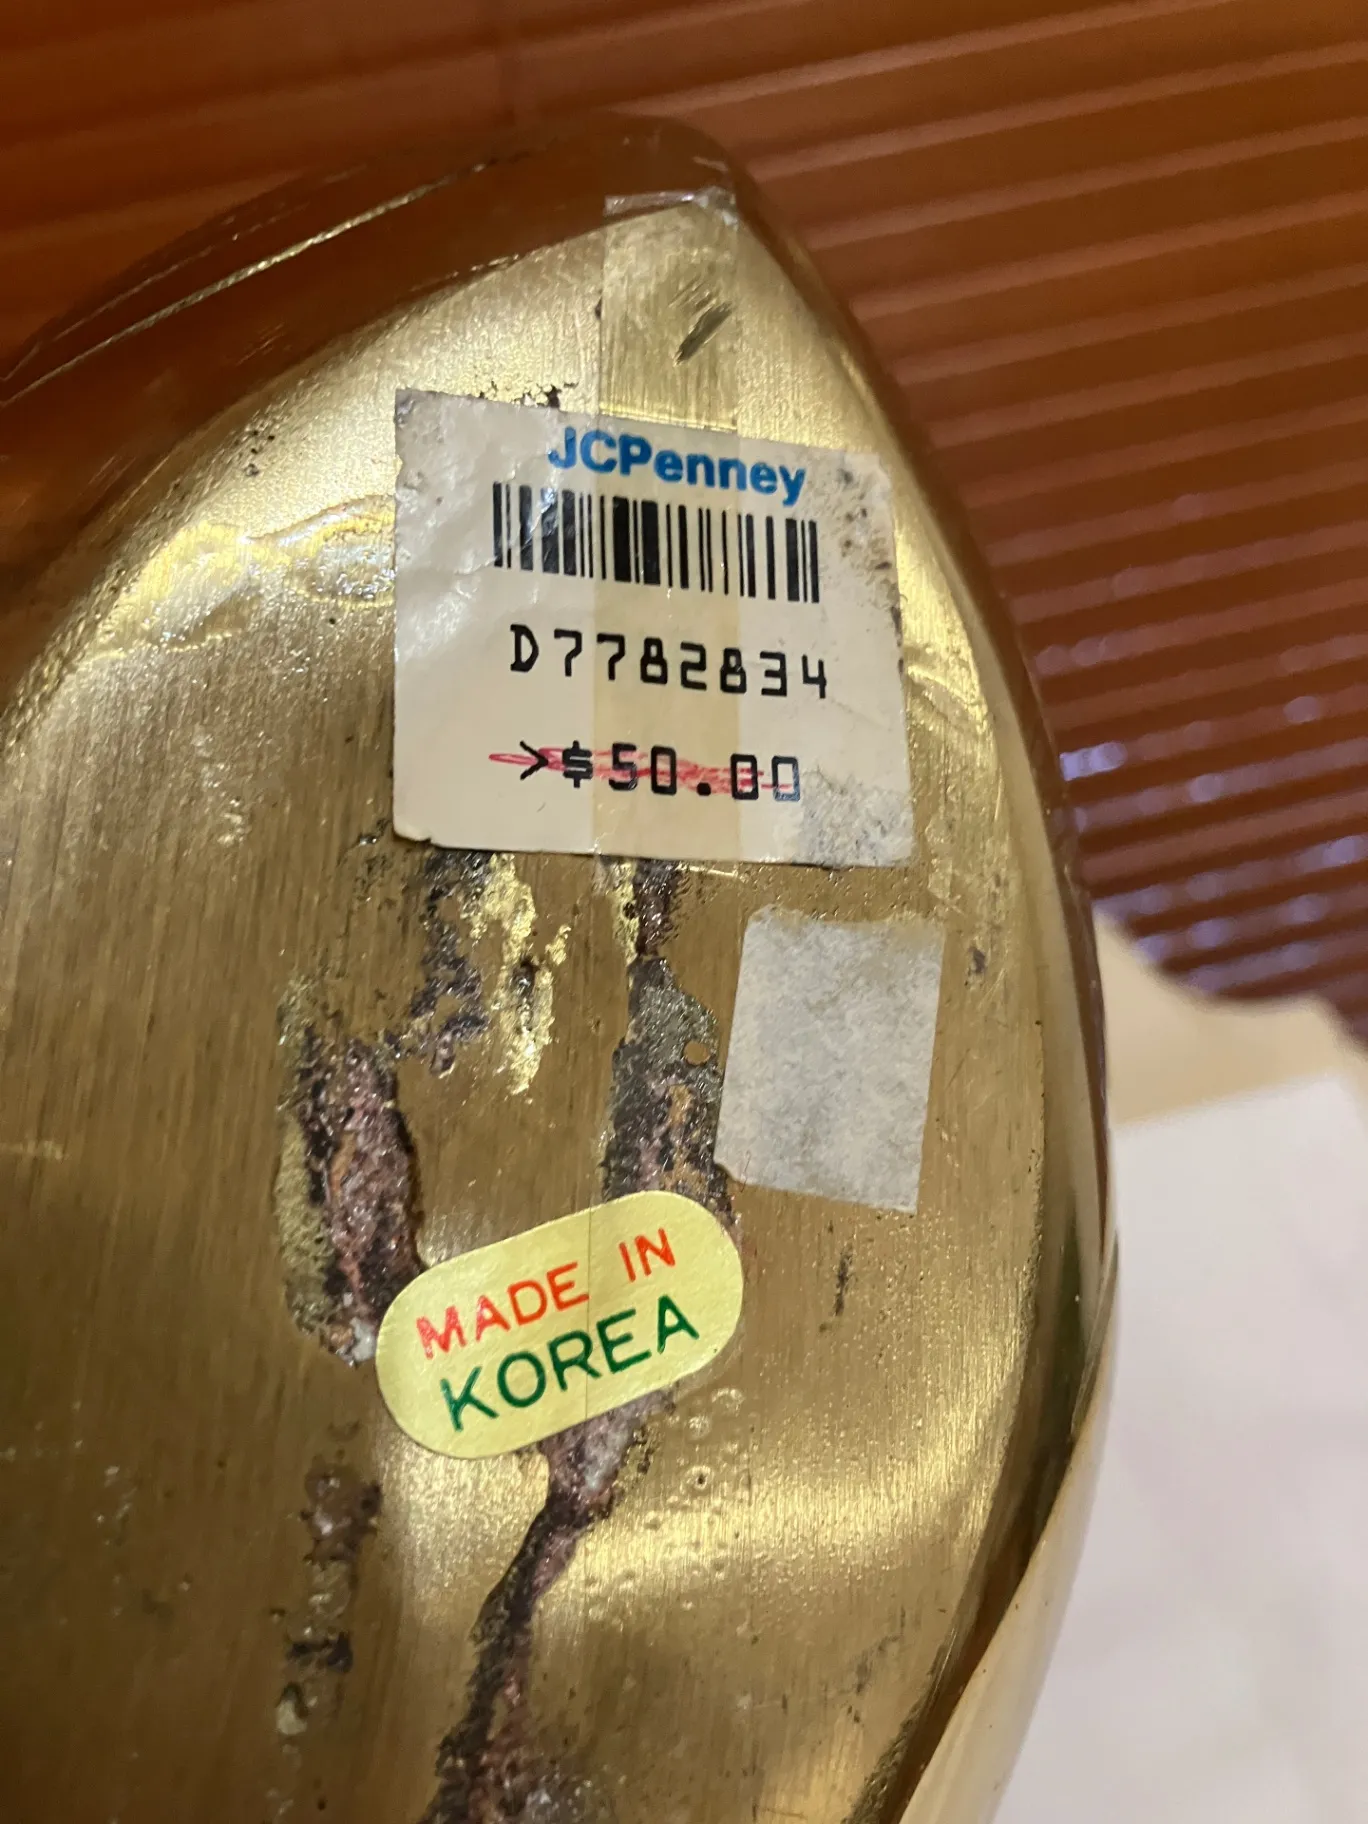 JCPenney
D7782834
>$50.00
MADE IN
KOREA